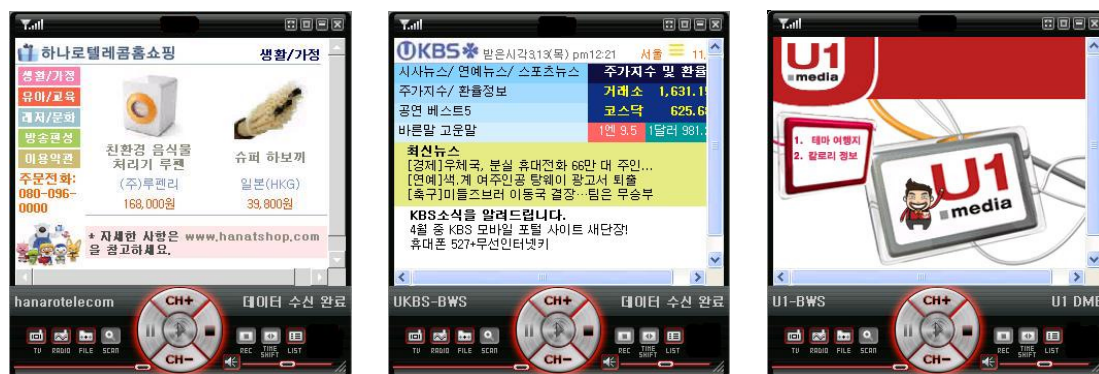 하나로텔레콤홈쇼핑 생활/가정
생활/가정
유아/교육
레저/문화
방송편성
이용약관
주문전화:
080-096-
0000
친환경 음식물
처리기 루펜
(주)루펜리
168,000원
슈퍼 하보끼
일본(HKG)
39,800원
* 자세한 사항은 www.hanatshop.com
을 참고하세요.
hanarotelecom 데이터 수신 완료
CH+
CH-
TV RADIO FILE SCAN
REC TIME SHIFT LIST
UKBS 받은시각3,13(목) pm12:21 서울 11,
시사뉴스/ 연예뉴스/ 스포츠뉴스 주가지수 및 환율
주가지수/ 환율정보 거래소 1,631.1
공연 베스트5 코스닥 625.6
바른말 고운말 1엔 9.5 1달러 981.
최신뉴스
[경제]우체국, 분실 휴대전화 66만 대 주인...
[연예]색,계 여주인공 탕웨이 광고서 퇴출
[축구]미들즈브러 이동국 결장…팀은 무승부
KBS소식을 알려드립니다.
4월 중 KBS 모바일 포털 사이트 새단장!
휴대폰 527+무선인터넷키
UKBS-BWS 데이터 수신 완료
CH+
CH-
TV RADIO FILE SCAN
REC TIME SHIFT LIST
U1
media
1. 테마 여행지
2. 칼로리 정보
U1
media
U1-BWS U1 DMB
CH+
CH-
TV RADIO FILE SCAN
REC TIME SHIFT LIST